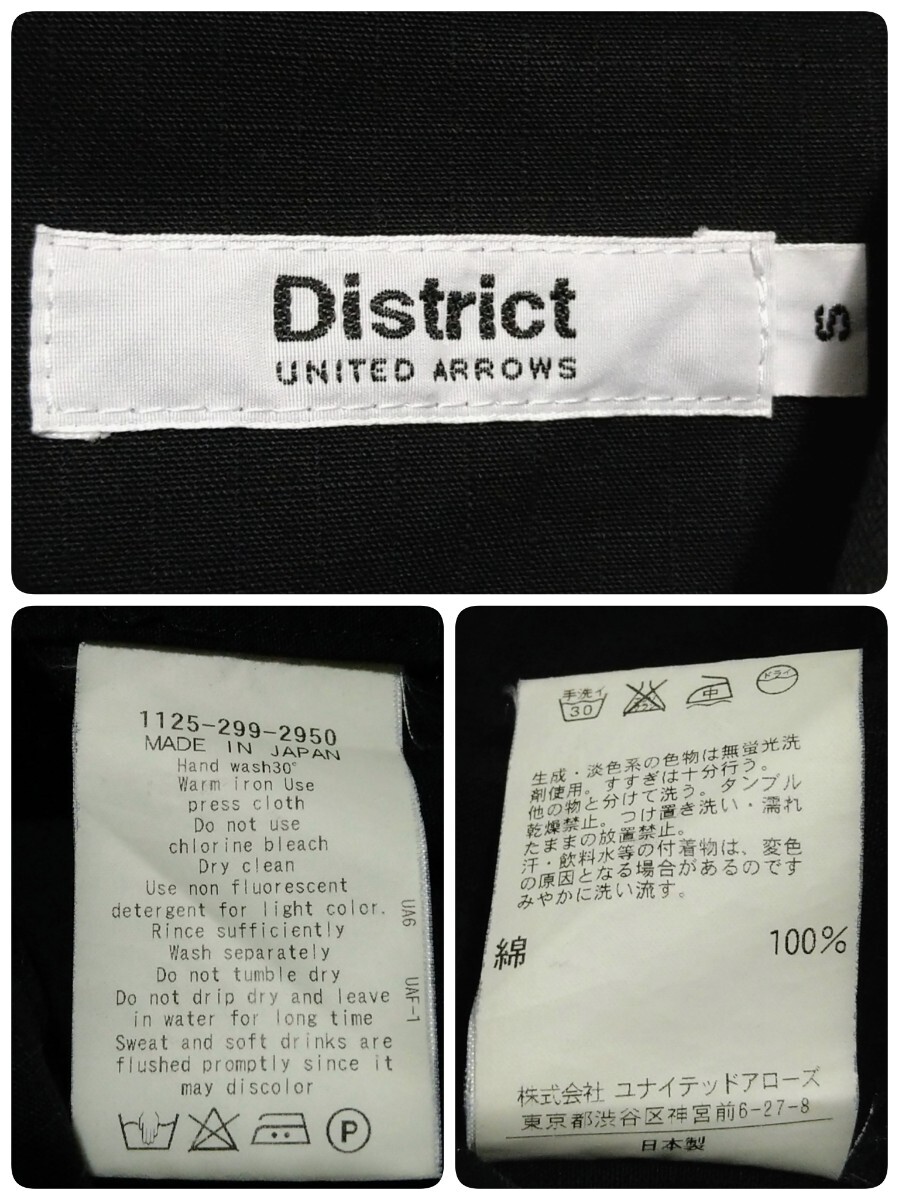 District
UNITED ARROWS
S
1125-299-2950
MADE IN JAPAN
Hand wash30°
Warm iron Use
press cloth
Do not use
chlorine bleach
Dry clean
Use non fluorescent
detergent for light color.
Rince sufficiently
Wash separately
Do not tumble dry
Do not drip dry and leave
in water for long time
Sweat and soft drinks are
flushed promptly since it
may discolor
UA6
UAF-1
P
手洗イ
30
中
ドライ
生成・淡色系の色物は無蛍光洗
剤使用。すすぎは十分行う。
他の物と分けて洗う。タンブル
乾燥禁止。つけ置き洗い・濡れ
たままの放置禁止。
汗・飲料水等の付着物は、変色
の原因となる場合があるのです
みやかに洗い流す。
綿 100%
株式会社 ユナイテッドアローズ
東京都渋谷区神宮前6-27-8
日本製